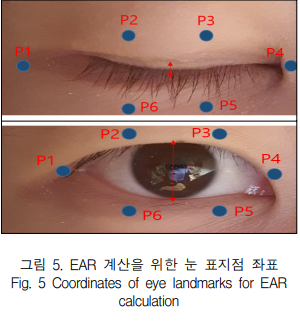 P2 P3
P1 P4
P6 P5
P2 P3
P1 P4
P6 P5
그림 5. EAR 계산을 위한 눈 표지점 좌표
Fig. 5 Coordinates of eye landmarks for EAR
calculation